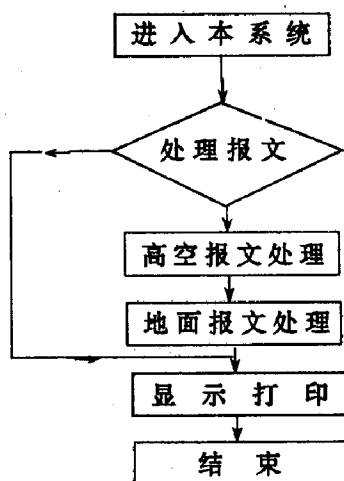 进入本系统
处理报文
高空报文处理
地面报文处理
显示打印
结束